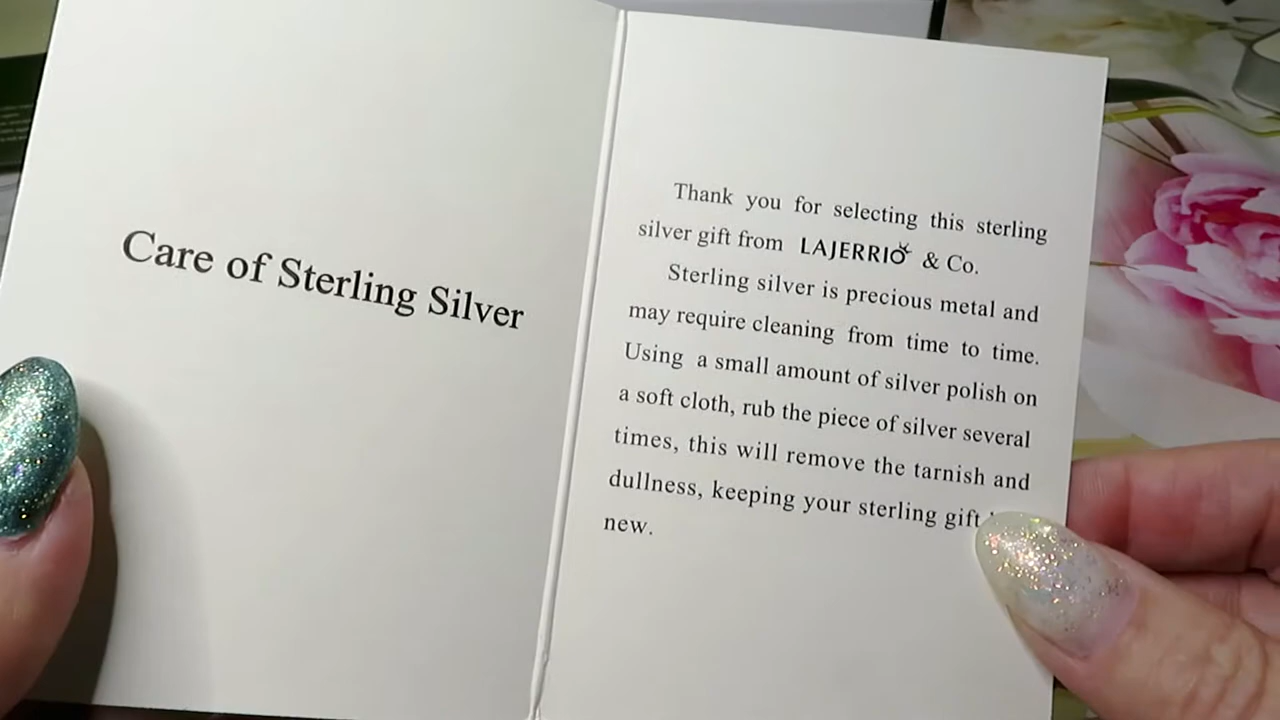 Care of Sterling Silver
Thank you for selecting this sterling
silver gift from LAJERRIO & Co.
Sterling silver is precious metal and
may require cleaning from time to time.
Using a small amount of silver polish on
a soft cloth, rub the piece of silver several
times, this will remove the tarnish and
dullness, keeping your sterling gift
new.